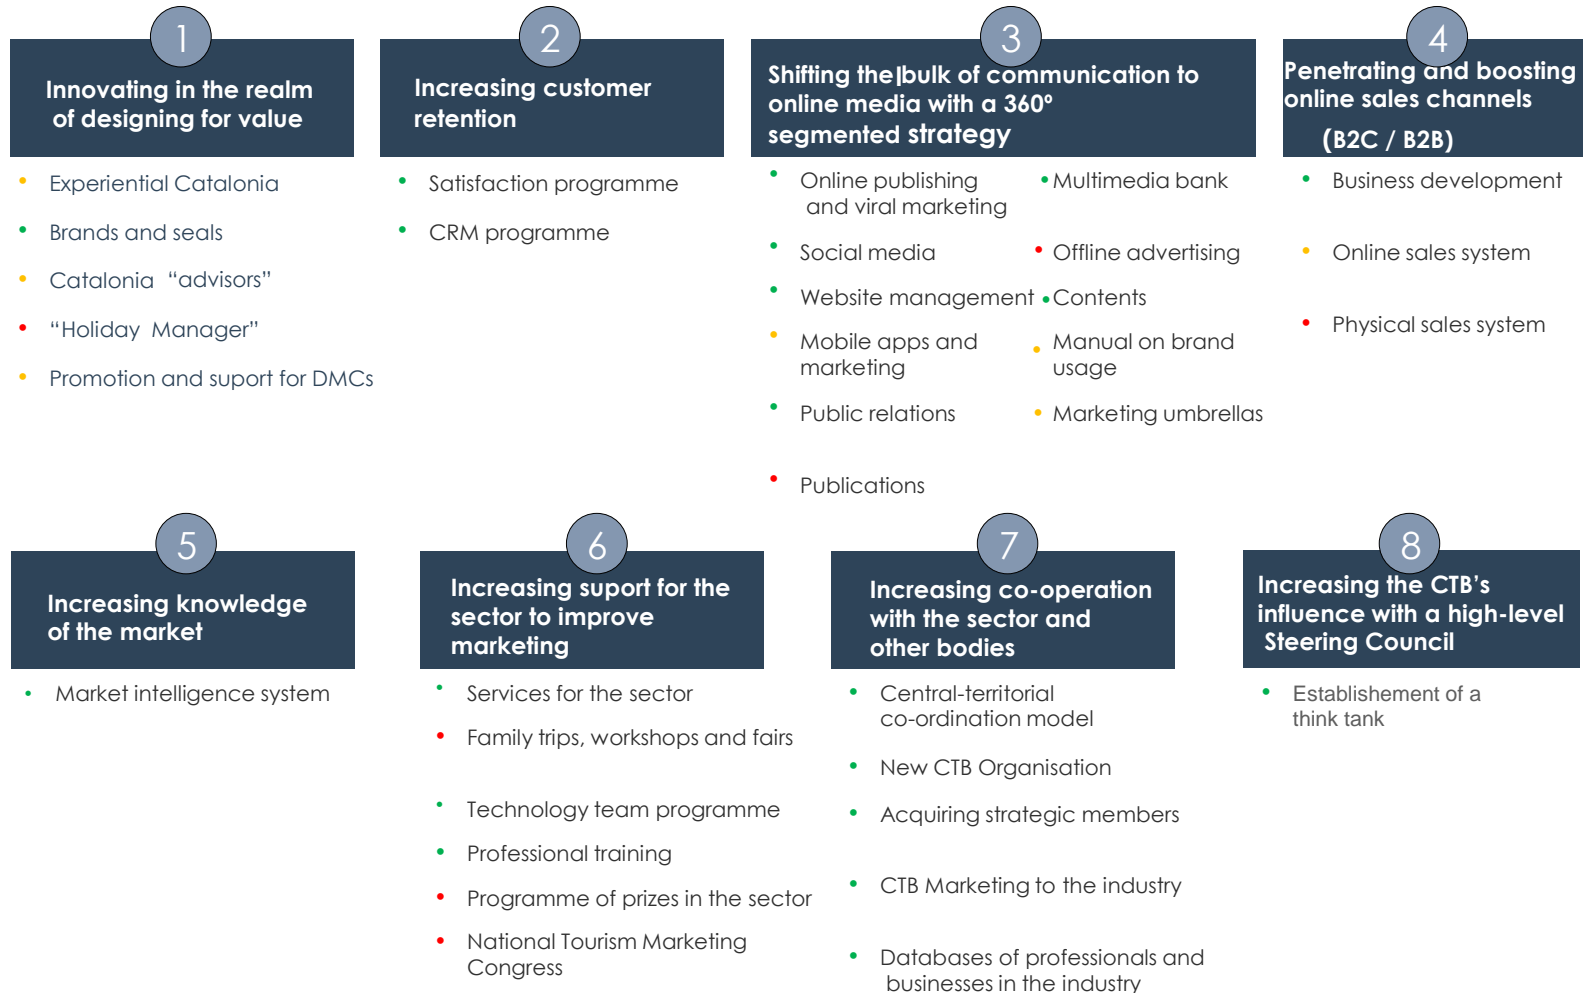 1
Innovating in the realm
of designing for value
• Experiential Catalonia
• Brands and seals
• Catalonia “advisors”
• “Holiday Manager”
• Promotion and suport for DMCs
2
Increasing customer
retention
• Satisfaction programme
• CRM programme
3
Shifting the bulk of communication to
online media with a 360º
segmented strategy
• Online publishing
and viral marketing
• Social media
• Website management
• Mobile apps and
marketing
• Public relations
• Publications
• Multimedia bank
• Offline advertising
• Contents
• Manual on brand
usage
• Marketing umbrellas
4
Penetrating and boosting
online sales channels
(B2C / B2B)
• Business development
• Online sales system
• Physical sales system
5
Increasing knowledge
of the market
• Market intelligence system
6
Increasing suport for the
sector to improve
marketing
• Services for the sector
• Family trips, workshops and fairs
• Technology team programme
• Professional training
• Programme of prizes in the sector
• National Tourism Marketing
Congress
7
Increasing co-operation
with the sector and
other bodies
• Central-territorial
co-ordination model
• New CTB Organisation
• Acquiring strategic members
• CTB Marketing to the industry
• Databases of professionals and
businesses in the industry
8
Increasing the CTB’s
influence with a high-level
Steering Council
• Establishement of a
think tank